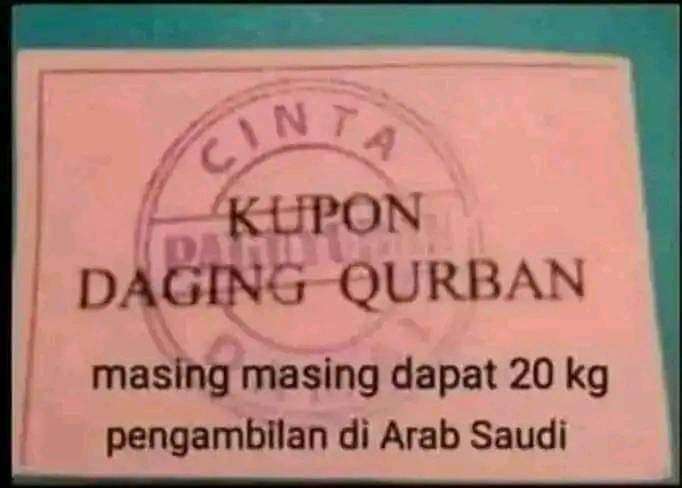 CINTA
KUPON
DAGING QURBAN
masing masing dapat 20 kg
pengambilan di Arab Saudi